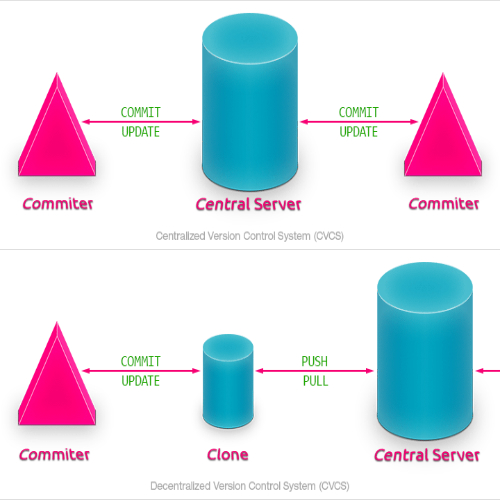 COMMIT
UPDATE
COMMIT
UPDATE
Commiter
Central Server
Commiter
Centralized Version Control System (CVCS)
COMMIT
UPDATE
PUSH
PULL
Commiter
Clone
Central Server
Decentralized Version Control System (CVCS)